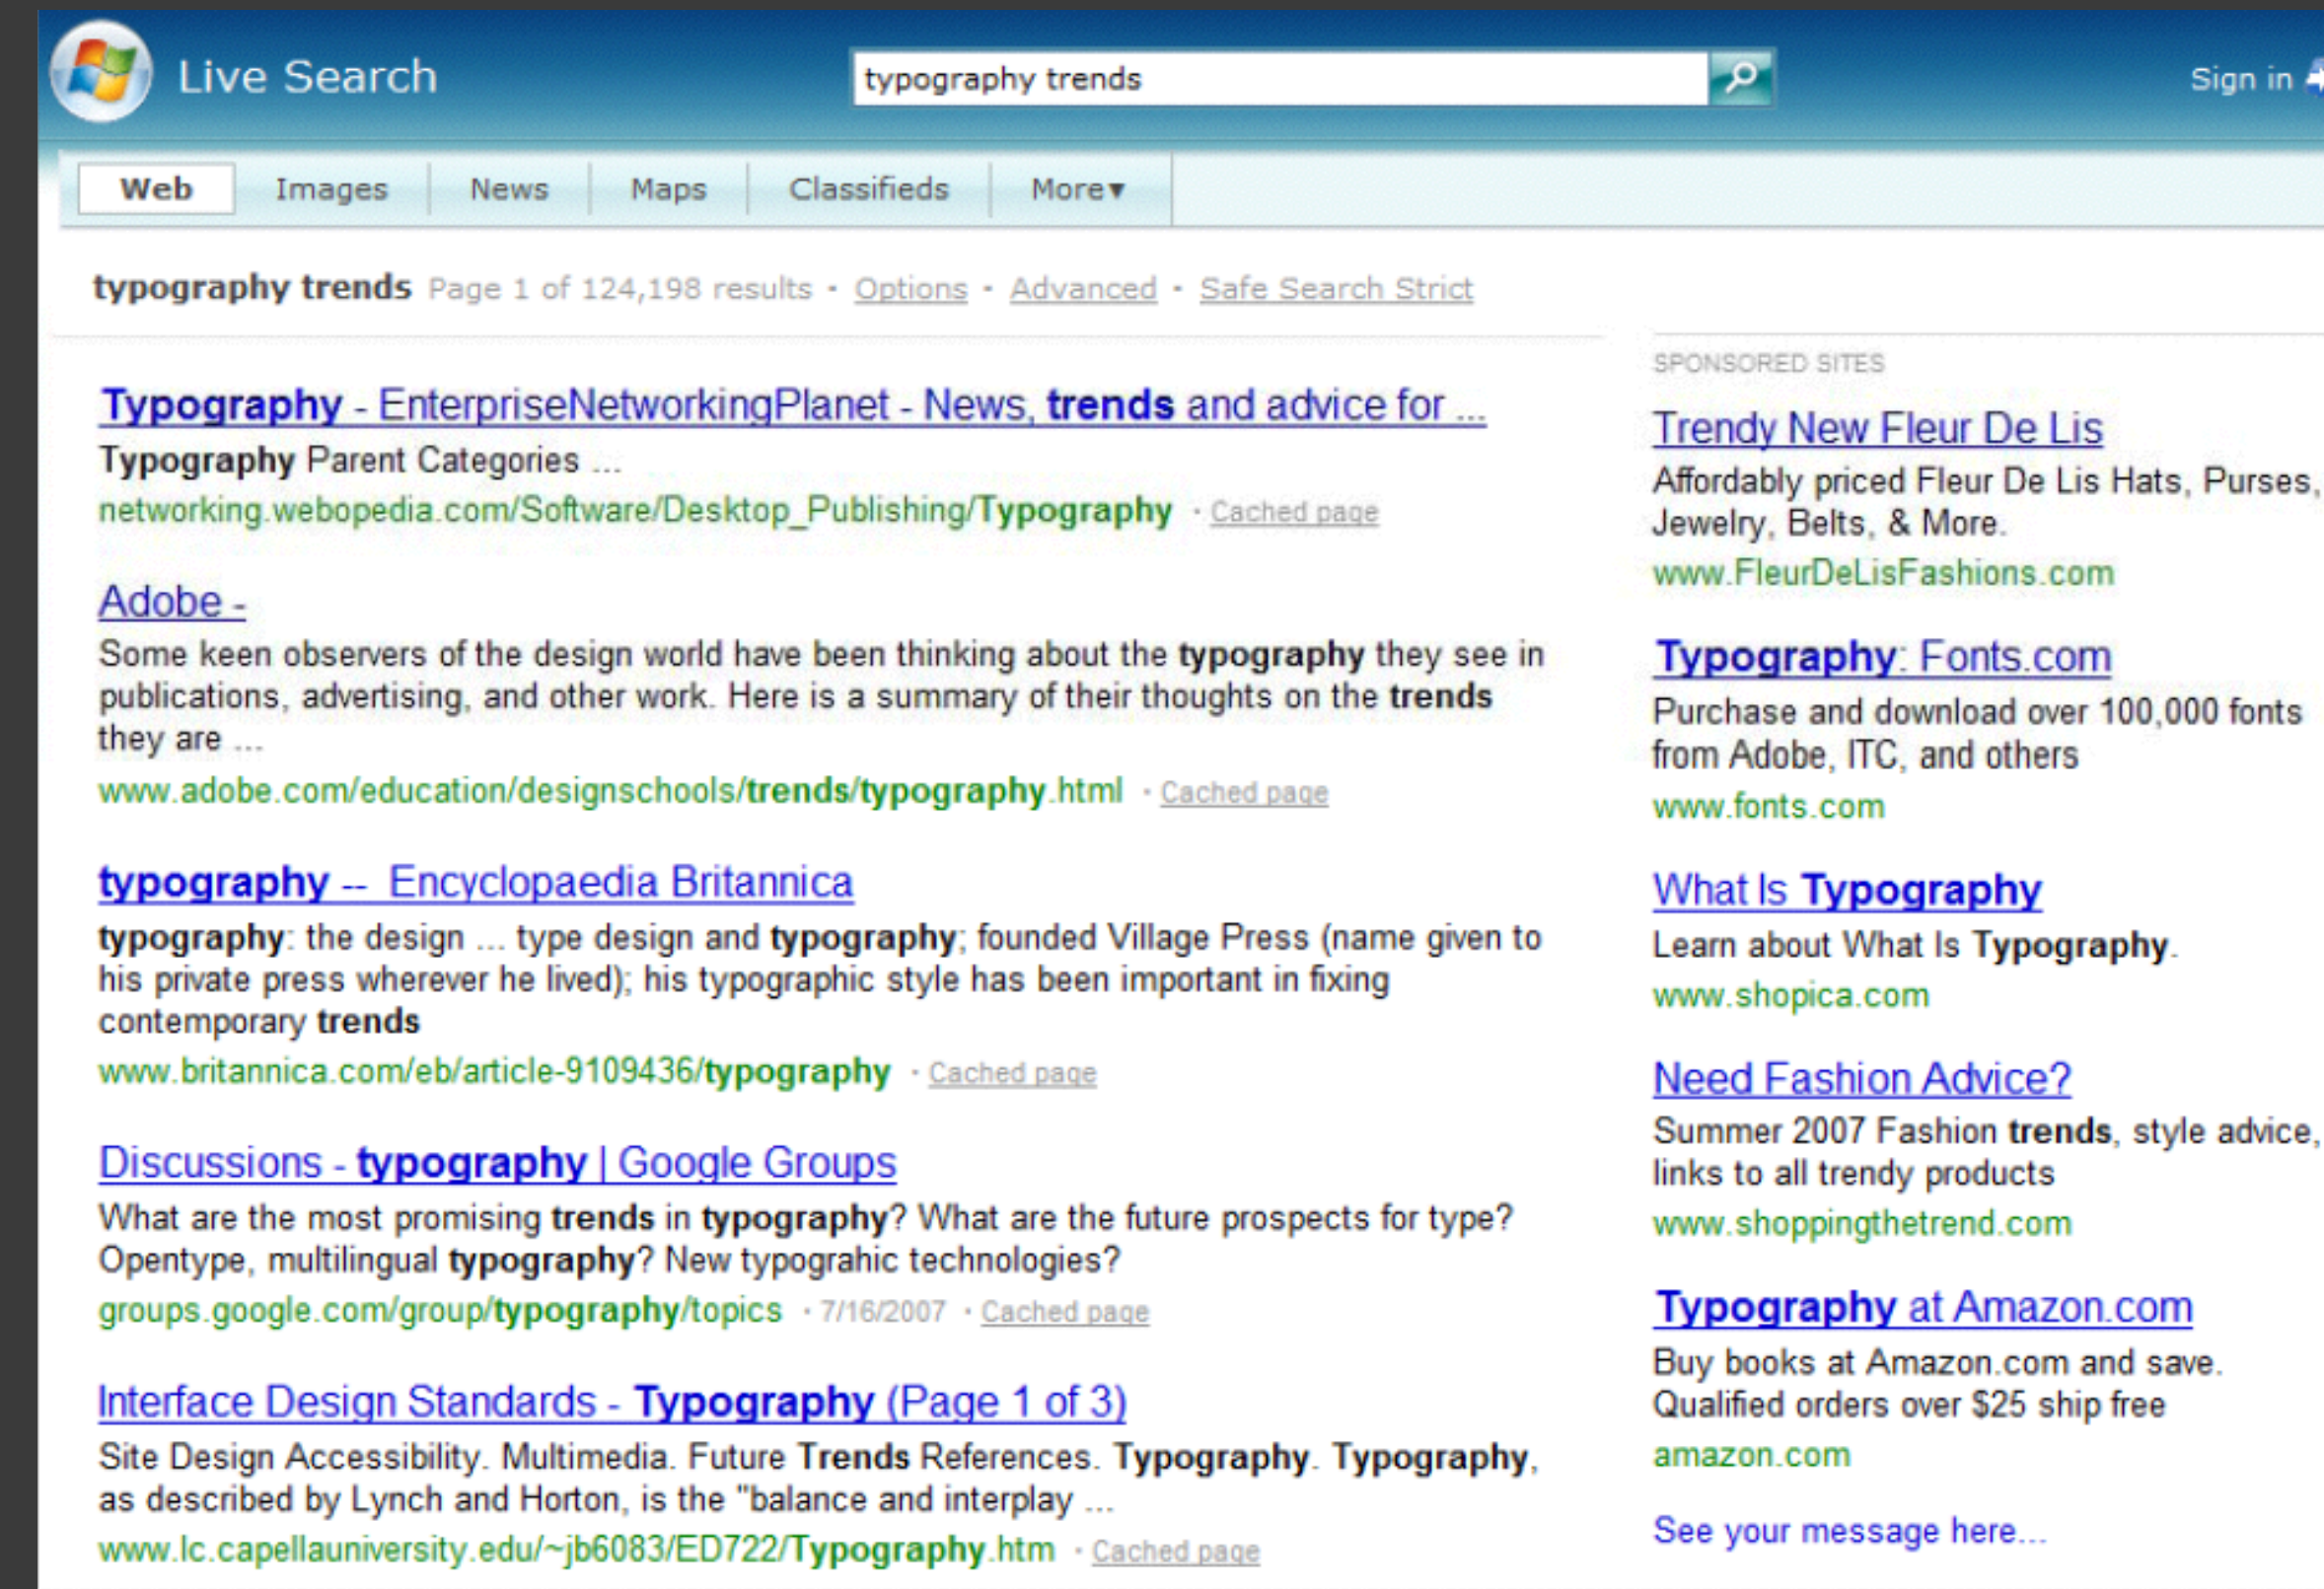 Live Search
typography trends
Sign in
Web Images News Maps Classifieds More▾
typography trends Page 1 of 124,198 results · Options · Advanced · Safe Search Strict
Typography - EnterpriseNetworkingPlanet - News, trends and advice for ...
Typography Parent Categories ...
networking.webopedia.com/Software/Desktop_Publishing/Typography · Cached page
Adobe -
Some keen observers of the design world have been thinking about the typography they see in
publications, advertising, and other work. Here is a summary of their thoughts on the trends
they are ...
www.adobe.com/education/designschools/trends/typography.html · Cached page
typography -- Encyclopaedia Britannica
typography: the design ... type design and typography; founded Village Press (name given to
his private press wherever he lived); his typographic style has been important in fixing
contemporary trends
www.britannica.com/eb/article-9109436/typography · Cached page
Discussions - typography | Google Groups
What are the most promising trends in typography? What are the future prospects for type?
Opentype, multilingual typography? New typograhic technologies?
groups.google.com/group/typography/topics · 7/16/2007 · Cached page
Interface Design Standards - Typography (Page 1 of 3)
Site Design Accessibility. Multimedia. Future Trends References. Typography. Typography,
as described by Lynch and Horton, is the "balance and interplay ...
www.lc.capellauniversity.edu/~jb6083/ED722/Typography.htm · Cached page
SPONSORED SITES
Trendy New Fleur De Lis
Affordably priced Fleur De Lis Hats, Purses,
Jewelry, Belts, & More.
www.FleurDeLisFashions.com
Typography: Fonts.com
Purchase and download over 100,000 fonts
from Adobe, ITC, and others
www.fonts.com
What Is Typography
Learn about What Is Typography.
www.shopica.com
Need Fashion Advice?
Summer 2007 Fashion trends, style advice,
links to all trendy products
www.shoppingthetrend.com
Typography at Amazon.com
Buy books at Amazon.com and save.
Qualified orders over $25 ship free
amazon.com
See your message here...